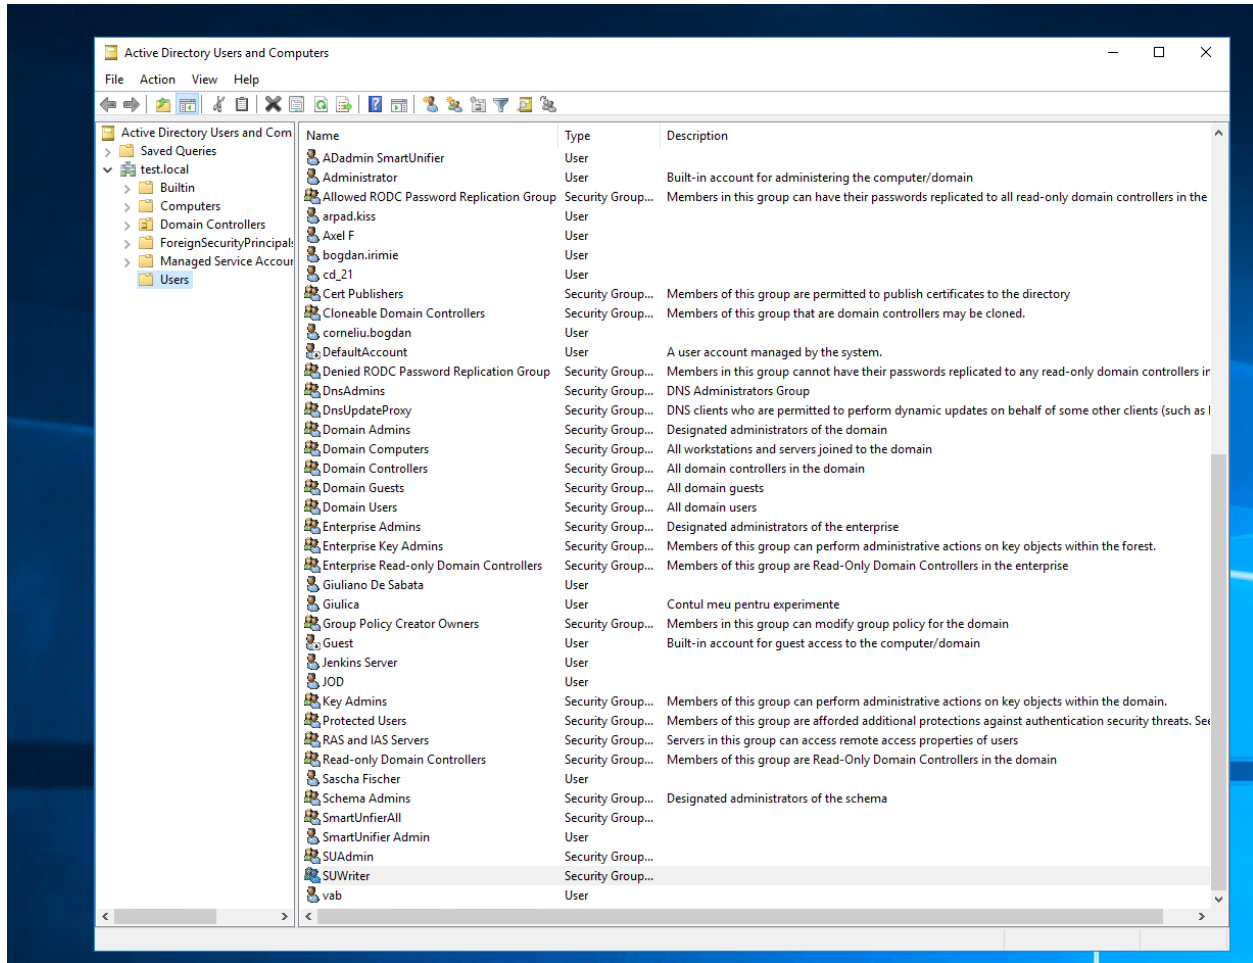 Active Directory Users and Computers
File Action View Help
Active Directory Users and Com
Saved Queries
test.local
Builtin
Computers
Domain Controllers
ForeignSecurityPrincipal
Managed Service Accour
Users
Name Type Description
ADadmin SmartUnifier User
Administrator User Built-in account for administering the computer/domain
Allowed RODC Password Replication Group Security Group... Members in this group can have their passwords replicated to all read-only domain controllers in the
arpad.kiss User
Axel F User
bogdan.irimie User
cd_21 User
Cert Publishers Security Group... Members of this group are permitted to publish certificates to the directory
Cloneable Domain Controllers Security Group... Members of this group that are domain controllers may be cloned.
corneliu.bogdan User
DefaultAccount User A user account managed by the system.
Denied RODC Password Replication Group Security Group... Members in this group cannot have their passwords replicated to any read-only domain controllers in
DnsAdmins Security Group... DNS Administrators Group
DnsUpdateProxy Security Group... DNS clients who are permitted to perform dynamic updates on behalf of some other clients (such as
Domain Admins Security Group... Designated administrators of the domain
Domain Computers Security Group... All workstations and servers joined to the domain
Domain Controllers Security Group... All domain controllers in the domain
Domain Guests Security Group... All domain guests
Domain Users Security Group... All domain users
Enterprise Admins Security Group... Designated administrators of the enterprise
Enterprise Key Admins Security Group... Members of this group can perform administrative actions on key objects within the forest.
Enterprise Read-only Domain Controllers Security Group... Members of this group are Read-Only Domain Controllers in the enterprise
Giuliano De Sabata User
Giulica User Contul meu pentru experimente
Group Policy Creator Owners Security Group... Members in this group can modify group policy for the domain
Guest User Built-in account for guest access to the computer/domain
Jenkins Server User
JOD User
Key Admins Security Group... Members of this group can perform administrative actions on key objects within the domain.
Protected Users Security Group... Members of this group are afforded additional protections against authentication security threats. See
RAS and IAS Servers Security Group... Servers in this group can access remote access properties of users
Read-only Domain Controllers Security Group... Members of this group are Read-Only Domain Controllers in the domain
Sascha Fischer User
Schema Admins Security Group... Designated administrators of the schema
SmartUnfierAll Security Group...
SmartUnifier Admin User
SUAdmin Security Group...
SUWriter Security Group...
vab User